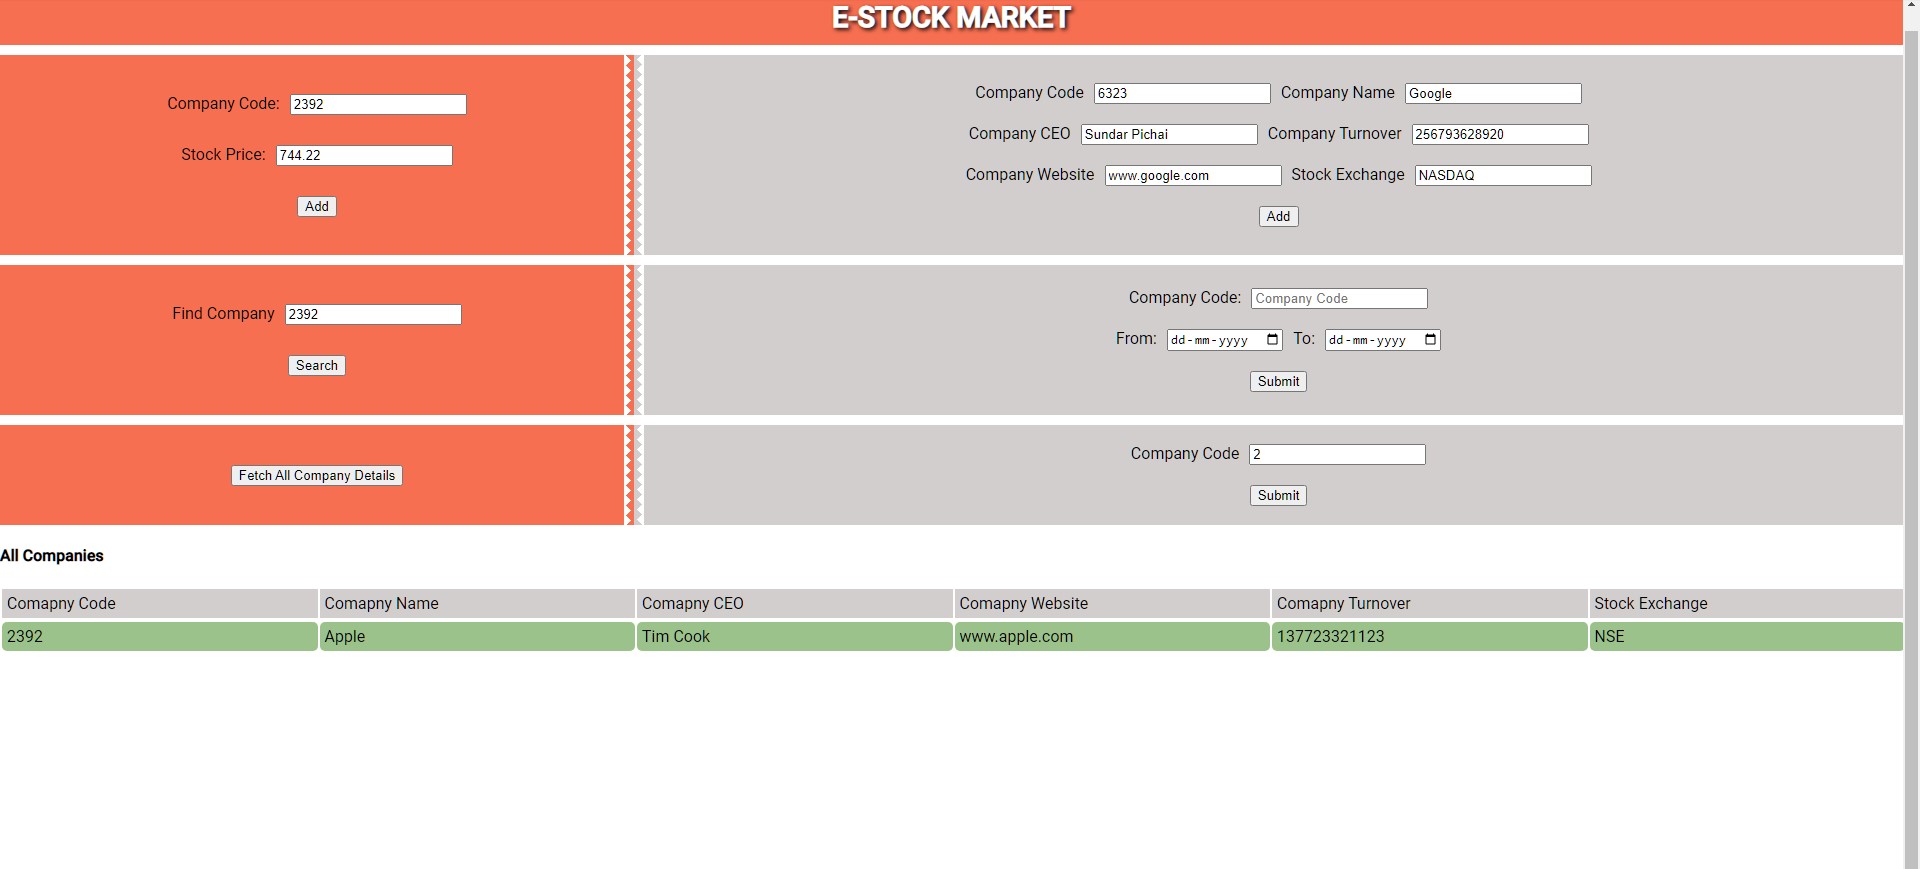 E-STOCK MARKET
Company Code: 2392
Stock Price: 744.22
Add
Company Code 6323 Company Name Google
Company CEO Sundar Pichai Company Turnover 256793628920
Company Website www.google.com Stock Exchange NASDAQ
Add
Find Company 2392
Search
Company Code: Company Code
From: dd-mm-yyyy To: dd-mm-yyyy
Submit
Fetch All Company Details
Company Code 2
Submit
All Companies
Comapny Code Comapny Name Comapny CEO Comapny Website Comapny Turnover Stock Exchange
2392 Apple Tim Cook www.apple.com 137723321123 NSE